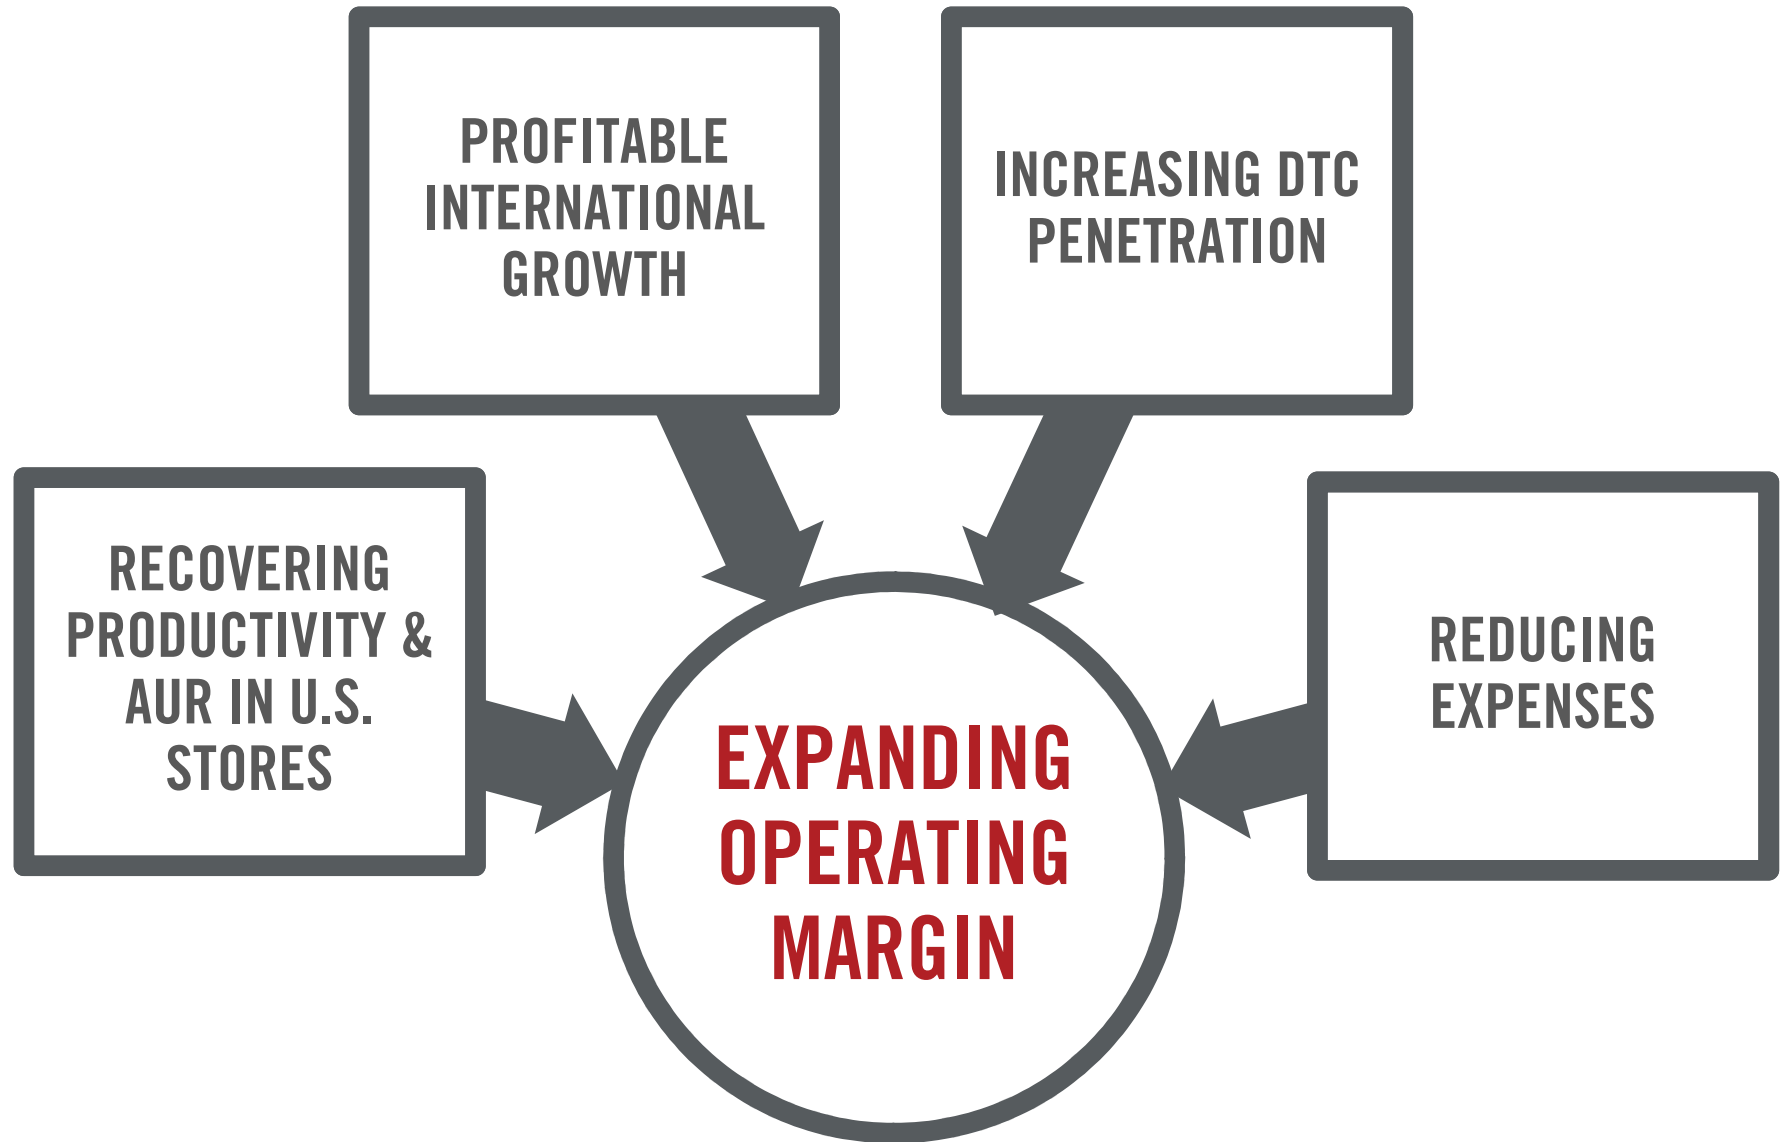 PROFITABLE
INTERNATIONAL
GROWTH
INCREASING DTC
PENETRATION
RECOVERING
PRODUCTIVITY &
AUR IN U.S.
STORES
REDUCING
EXPENSES
EXPANDING
OPERATING
MARGIN